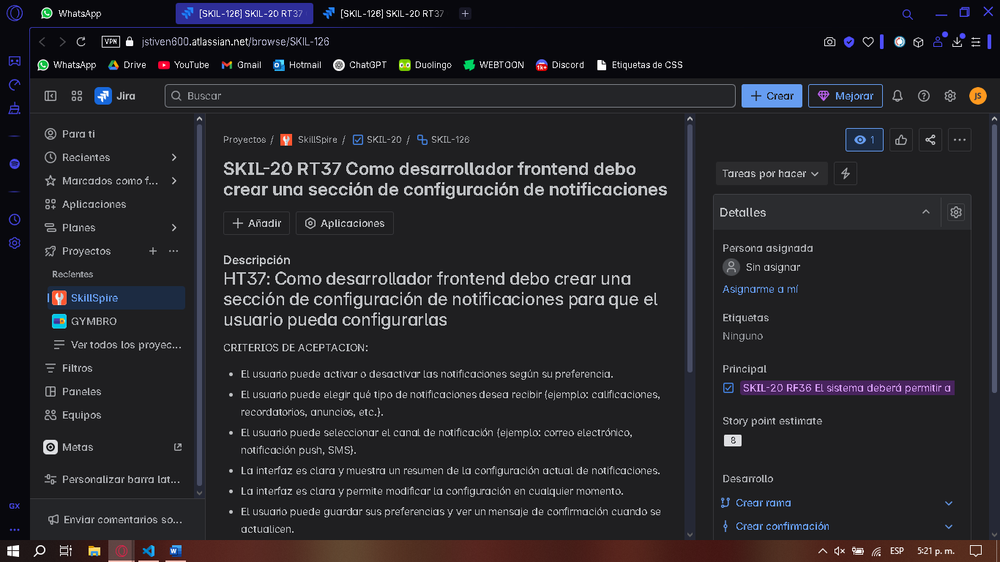 WhatsApp
[SKIL-126] SKIL-20 RT37
[SKIL-126] SKIL-20 RT37
VPN
jstiven600.atlassian.net/browse/SKIL-126
WhatsApp
Drive
YouTube
Gmail
Hotmail
ChatGPT
Duolingo
WEBTOON
1k+
Discord
Etiquetas de CSS
Jira
Buscar
Crear
Mejorar
JS
Para ti
Recientes
Marcados como f...
Aplicaciones
Planes
Proyectos
Recientes
SkillSpire
GYMBRO
Ver todos los proyec...
Filtros
Paneles
Equipos
Metas
Personalizar barra lat...
Enviar comentarios so...
GX
Proyectos / SkillSpire / SKIL-20 / SKIL-126
SKIL-20 RT37 Como desarrollador frontend debo
crear una sección de configuración de notificaciones
Añadir
Aplicaciones
Descripción
HT37: Como desarrollador frontend debo crear una
sección de configuración de notificaciones para que el
usuario pueda configurarlas
CRITERIOS DE ACEPTACION:
• El usuario puede activar o desactivar las notificaciones según su preferencia.
• El usuario puede elegir qué tipo de notificaciones desea recibir (ejemplo: calificaciones,
recordatorios, anuncios, etc.).
• El usuario puede seleccionar el canal de notificación (ejemplo: correo electrónico,
notificación push, SMS).
• La interfaz es clara y muestra un resumen de la configuración actual de notificaciones.
• La interfaz es clara y permite modificar la configuración en cualquier momento.
• El usuario puede guardar sus preferencias y ver un mensaje de confirmación cuando se
actualicen.
1
Tareas por hacer
Detalles
Persona asignada
Sin asignar
Asignarme a mí
Etiquetas
Ninguno
Principal
SKIL-20 RF36 El sistema deberá permitir a
Story point estimate
8
Desarrollo
Crear rama
Crear confirmación
ESP
5:21 p. m.